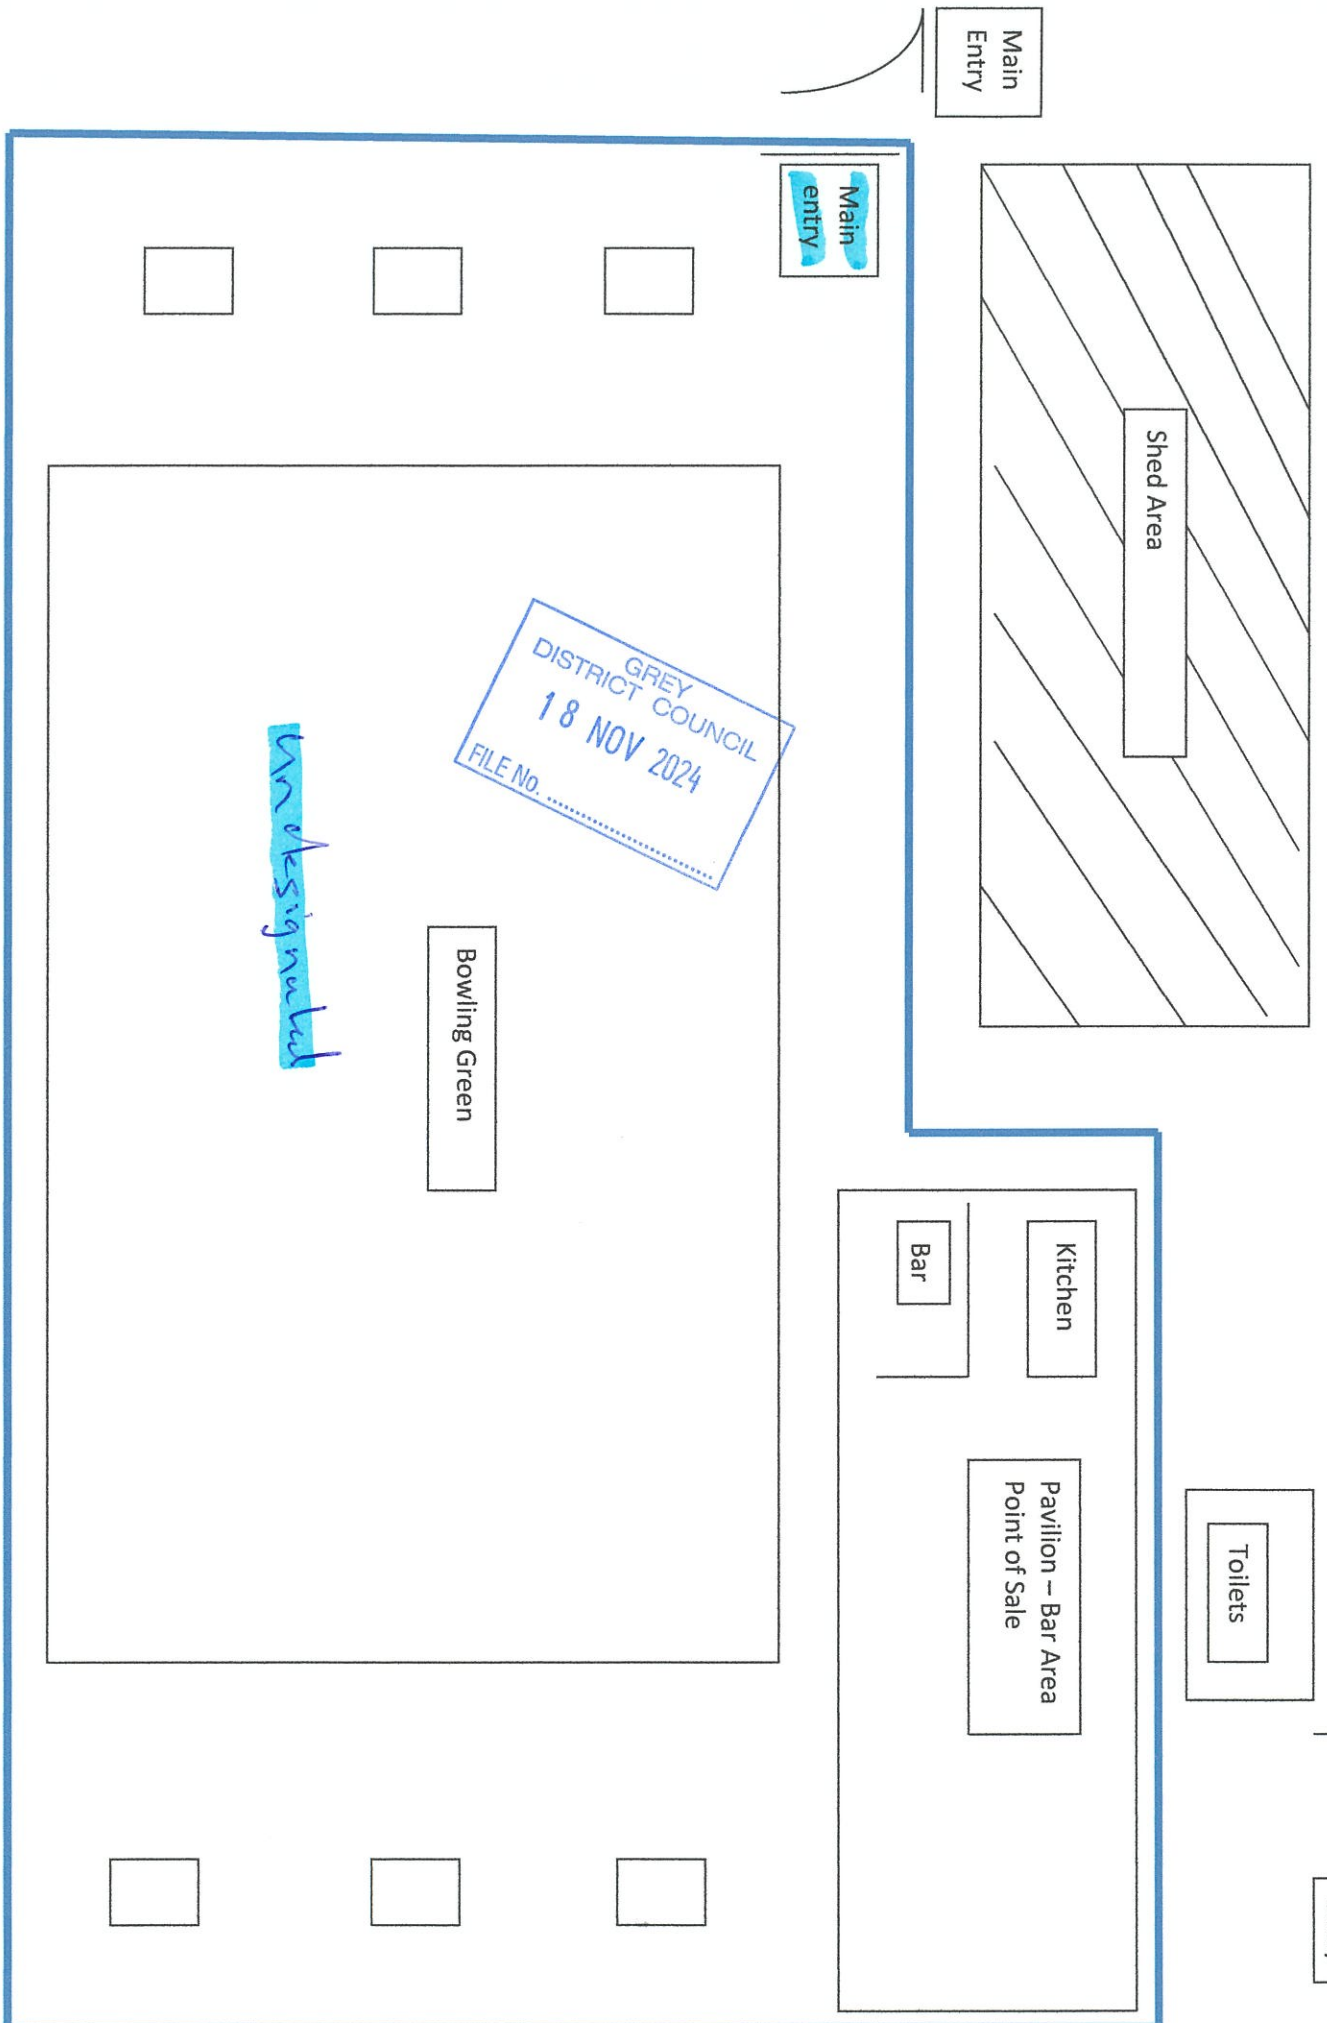 Main
Entry
Main
entry
Shed Area
GREY
DISTRICT COUNCIL
18 NOV 2024
FILE No. ........................
Undesignated
Bowling Green
Kitchen
Bar
Pavilion – Bar Area
Point of Sale
Toilets